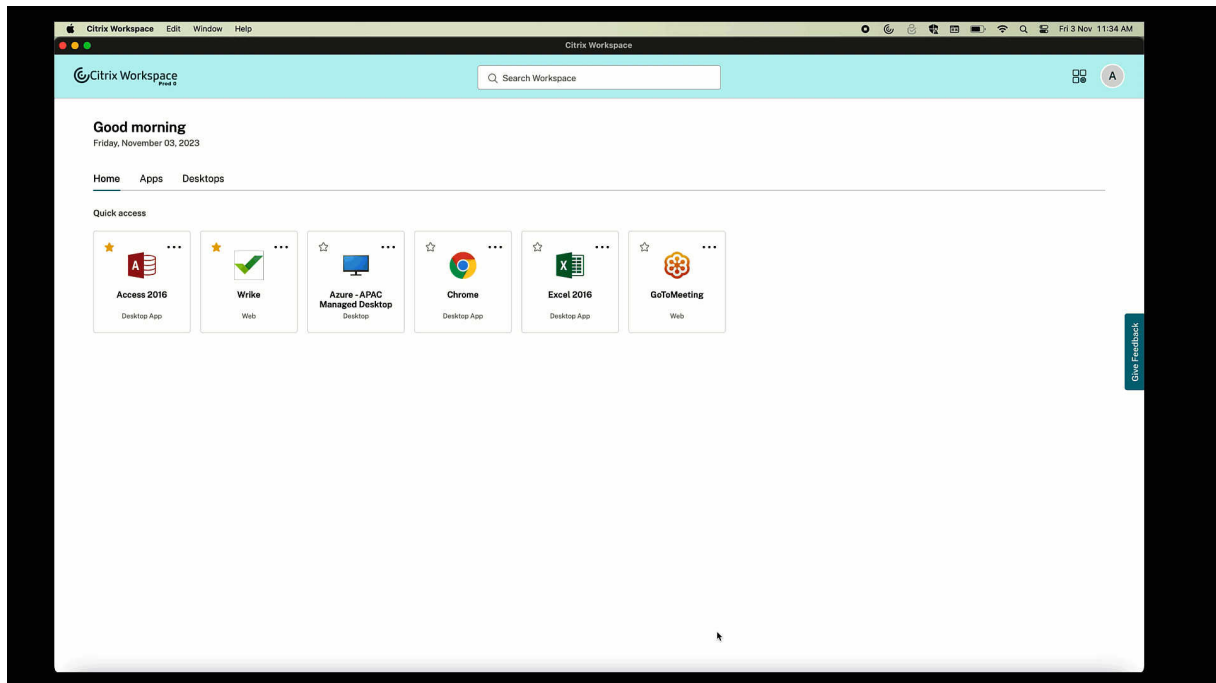 Citrix Workspace Edit Window Help Fri 3 Nov 11:34 AM
Citrix Workspace
Citrix Workspace
Prod G
Search Workspace
A
Good morning
Friday, November 03, 2023
Home Apps Desktops
Quick access
Access 2016
Desktop App
Wrike
Web
Azure - APAC
Managed Desktop
Desktop
Chrome
Desktop App
Excel 2016
Desktop App
GoToMeeting
Web
Give Feedback